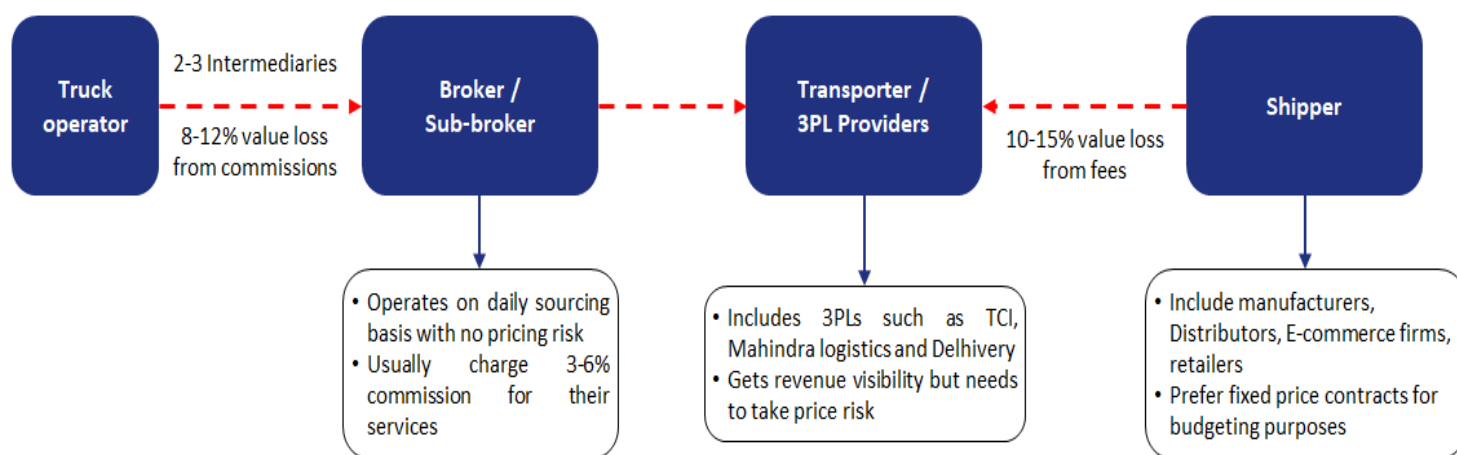 Truck
operator
2-3 Intermediaries
8-12% value loss
from commissions
Broker /
Sub-broker
Transporter /
3PL Providers
10-15% value loss
from fees
Shipper
• Operates on daily sourcing
basis with no pricing risk
• Usually charge 3-6%
commission for their
services
• Includes 3PLs such as TCI,
Mahindra logistics and Delhivery
• Gets revenue visibility but needs
to take price risk
• Include manufacturers,
Distributors, E-commerce firms,
retailers
• Prefer fixed price contracts for
budgeting purposes